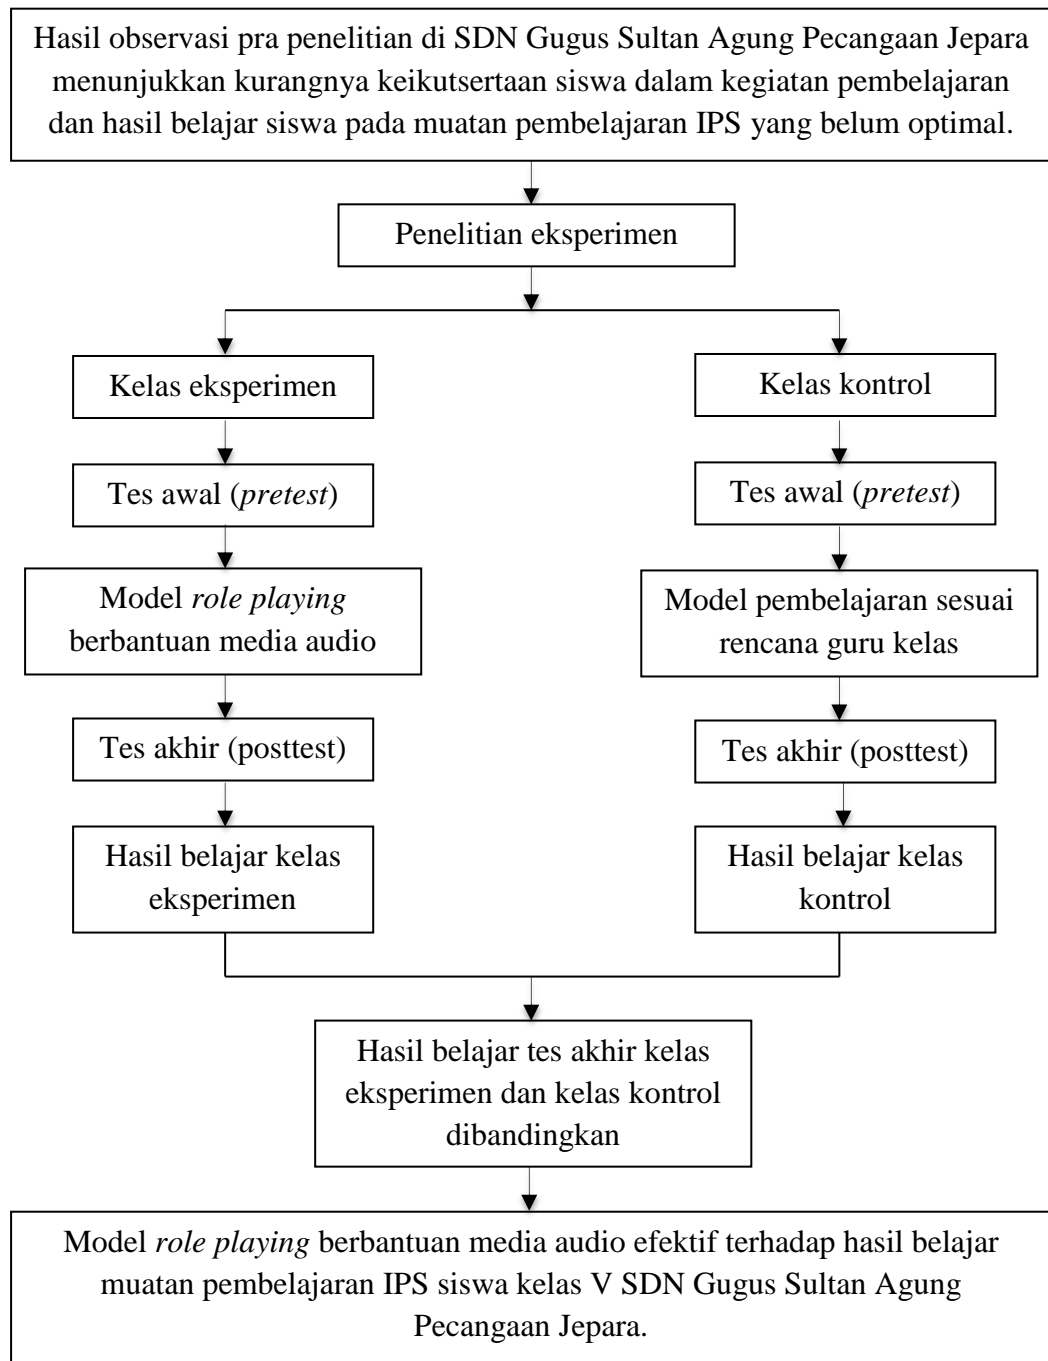 Hasil observasi pra penelitian di SDN Gugus Sultan Agung Pecangaan Jepara
menunjukkan kurangnya keikutsertaan siswa dalam kegiatan pembelajaran
dan hasil belajar siswa pada muatan pembelajaran IPS yang belum optimal.
Penelitian eksperimen
Kelas eksperimen
Kelas kontrol
Tes awal (pretest)
Tes awal (pretest)
Model role playing
berbantuan media audio
Model pembelajaran sesuai
rencana guru kelas
Tes akhir (posttest)
Tes akhir (posttest)
Hasil belajar kelas
eksperimen
Hasil belajar kelas
kontrol
Hasil belajar tes akhir kelas
eksperimen dan kelas kontrol
dibandingkan
Model role playing berbantuan media audio efektif terhadap hasil belajar
muatan pembelajaran IPS siswa kelas V SDN Gugus Sultan Agung
Pecangaan Jepara.